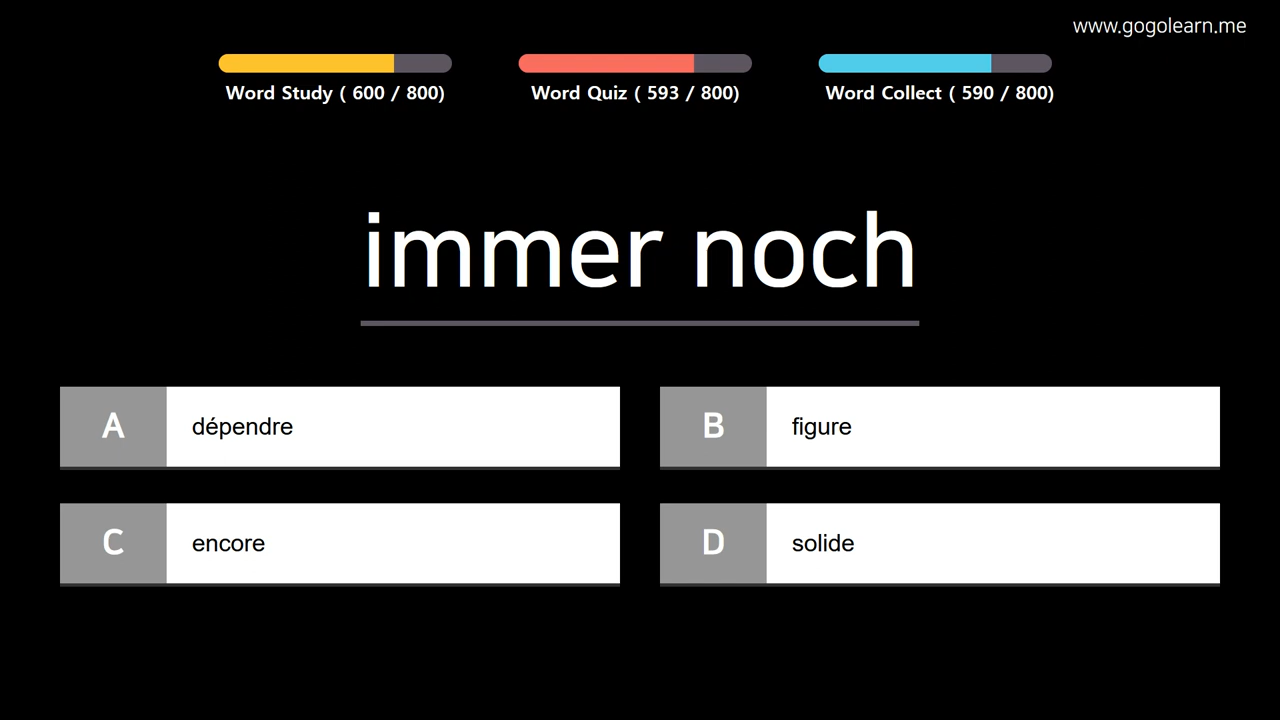 www.gogolearn.me
Word Study ( 600 / 800)
Word Quiz ( 593 / 800)
Word Collect ( 590 / 800)
immer noch
A dépendre
B figure
C encore
D solide